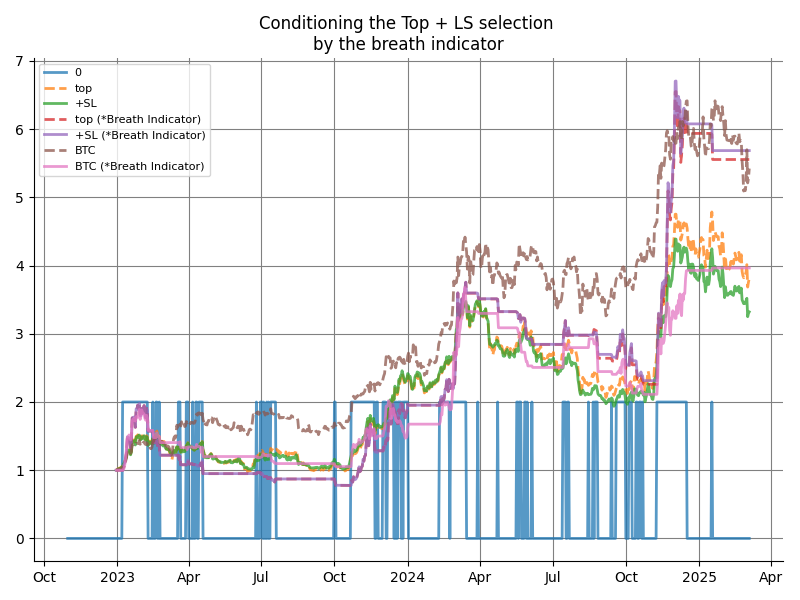 Conditioning the Top + LS selection
by the breath indicator
7
6
5
4
3
2
1
0
0
top
+SL
top (*Breath Indicator)
+SL (*Breath Indicator)
BTC
BTC (*Breath Indicator)
Oct
2023
Apr
Jul
Oct
2024
Apr
Jul
Oct
2025
Apr